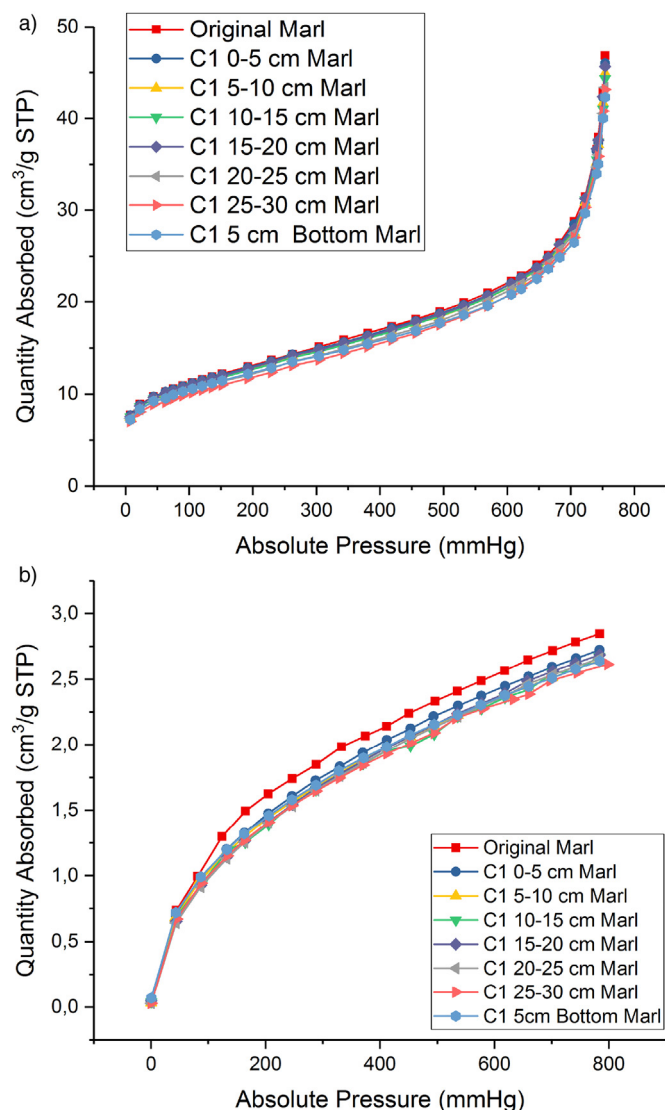 a)
50
40
30
20
10
0
Quantity Absorbed (cm³/g STP)
Original Marl
C1 0-5 cm Marl
C1 5-10 cm Marl
C1 10-15 cm Marl
C1 15-20 cm Marl
C1 20-25 cm Marl
C1 25-30 cm Marl
C1 5 cm  Bottom Marl
0 100 200 300 400 500 600 700 800
Absolute Pressure (mmHg)
b)
3,0
2,5
2,0
1,5
1,0
0,5
0,0
Quantity Absorbed (cm³/g STP)
Original Marl
C1 0-5 cm Marl
C1 5-10 cm Marl
C1 10-15 cm Marl
C1 15-20 cm Marl
C1 20-25 cm Marl
C1 25-30 cm Marl
C1 5cm Bottom Marl
0 200 400 600 800
Absolute Pressure (mmHg)